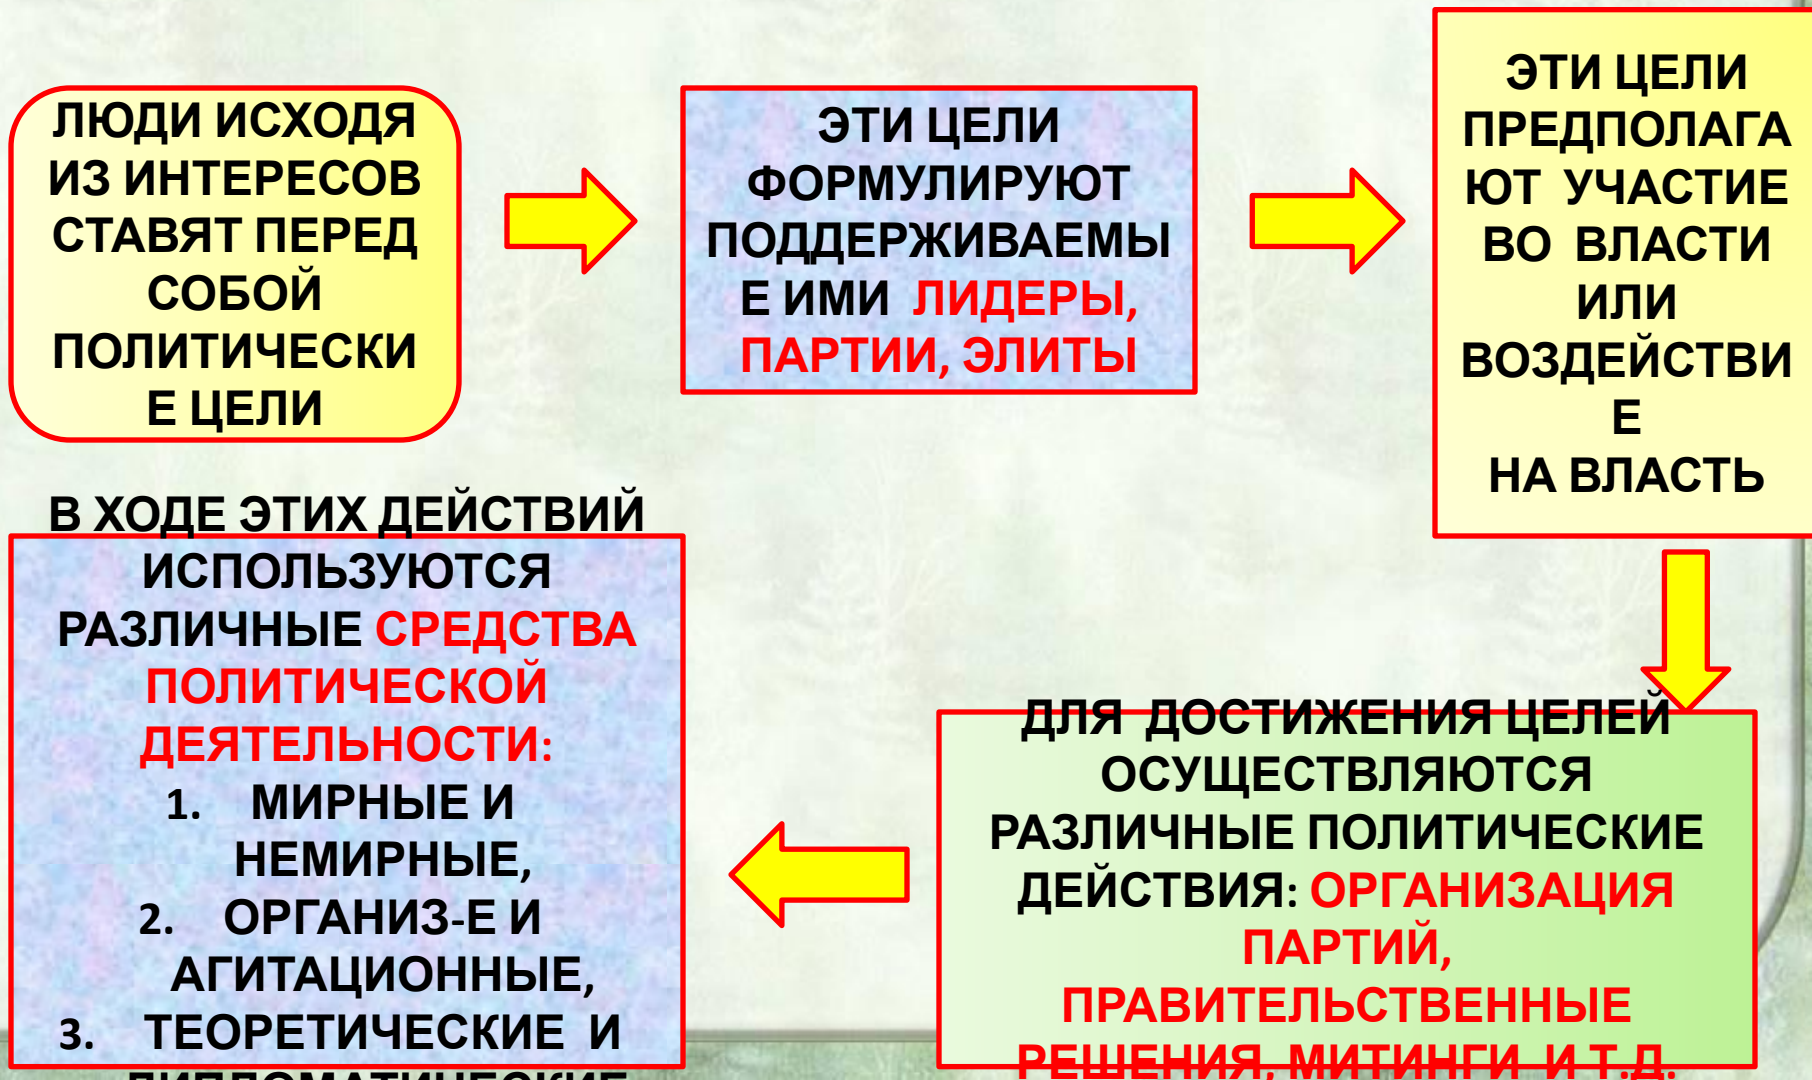 ЛЮДИ ИСХОДЯ
ИЗ ИНТЕРЕСОВ
СТАВЯТ ПЕРЕД
СОБОЙ
ПОЛИТИЧЕСКИ
Е ЦЕЛИ
ЭТИ ЦЕЛИ
ФОРМУЛИРУЮТ
ПОДДЕРЖИВАЕМЫ
Е ИМИ ЛИДЕРЫ,
ПАРТИИ, ЭЛИТЫ
ЭТИ ЦЕЛИ
ПРЕДПОЛАГА
ЮТ УЧАСТИЕ
ВО ВЛАСТИ
ИЛИ
ВОЗДЕЙСТВИ
Е
НА ВЛАСТЬ
ДЛЯ ДОСТИЖЕНИЯ ЦЕЛЕЙ
ОСУЩЕСТВЛЯЮТСЯ
РАЗЛИЧНЫЕ ПОЛИТИЧЕСКИЕ
ДЕЙСТВИЯ: ОРГАНИЗАЦИЯ
ПАРТИЙ,
ПРАВИТЕЛЬСТВЕННЫЕ
РЕШЕНИЯ, МИТИНГИ И Т.Д.
В ХОДЕ ЭТИХ ДЕЙСТВИЙ
ИСПОЛЬЗУЮТСЯ
РАЗЛИЧНЫЕ СРЕДСТВА
ПОЛИТИЧЕСКОЙ
ДЕЯТЕЛЬНОСТИ:
1. МИРНЫЕ И
НЕМИРНЫЕ,
2. ОРГАНИЗ-Е И
АГИТАЦИОННЫЕ,
3. ТЕОРЕТИЧЕСКИЕ И
ДИПЛОМАТИЧЕСКИЕ